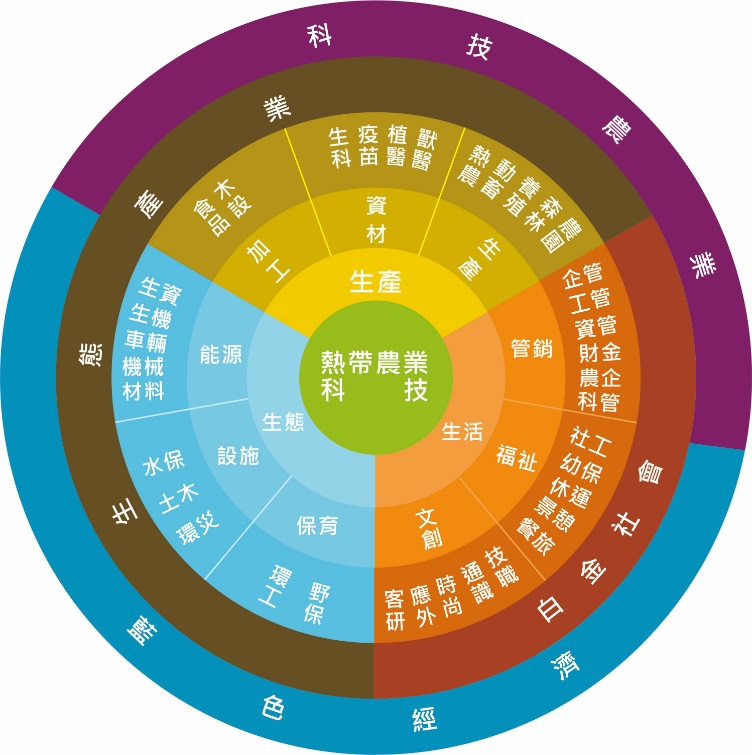 科技農業
產業
生態
白金社會
藍色經濟
熱帶農業
科技
生產
加工
資材
生產
食品
木設
生科
疫苗
植醫
獸醫
熱農
動畜
養殖
森林
農園
生活
管銷
福祉
文創
企管
工管
資管
財金
農企
科管
社工
幼保
休運
景憩
餐旅
技職
通識
時尚
應外
客研
生態
能源
設施
保育
生資
生機
車輛
機械
材料
水保
土木
環災
環工
野保